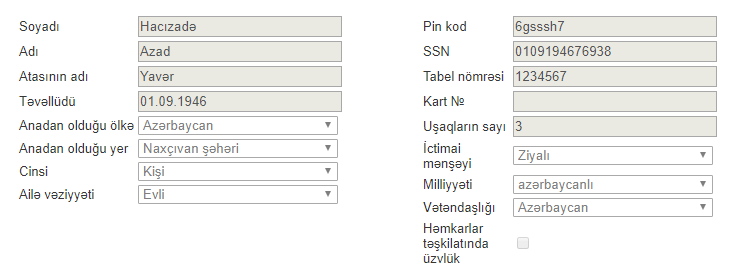 Soyadı Hacızadə
Adı Azad
Atasının adı Yavər
Təvəllüdü 01.09.1946
Anadan olduğu ölkə Azərbaycan
Anadan olduğu yer Naxçıvan şəhəri
Cinsi Kişi
Ailə vəziyyəti Evli
Pin kod 6gsssh7
SSN 0109194676938
Tabel nömrəsi 1234567
Kart №
Uşaqların sayı 3
İctimai
mənşəyi Ziyalı
Milliyyəti azərbaycanlı
Vətəndaşlığı Azərbaycan
Həmkarlar
təşkilatında
üzvlük